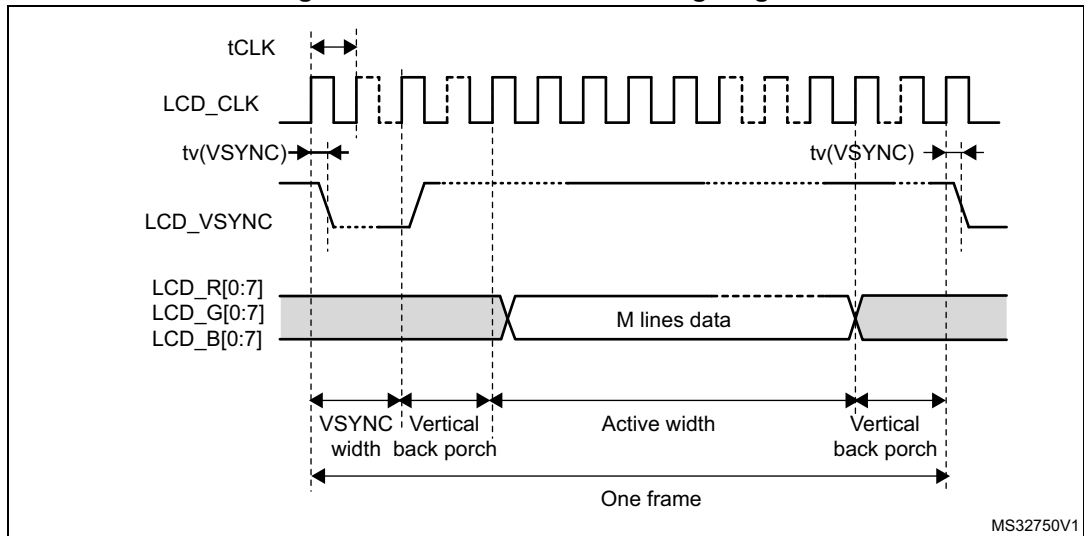 tCLK
LCD_CLK
tv(VSYNC)
tv(VSYNC)
LCD_VSYNC
LCD_R[0:7]
LCD_G[0:7]
LCD_B[0:7]
M lines data
VSYNC width
Vertical back porch
Active width
Vertical back porch
One frame
MS32750V1